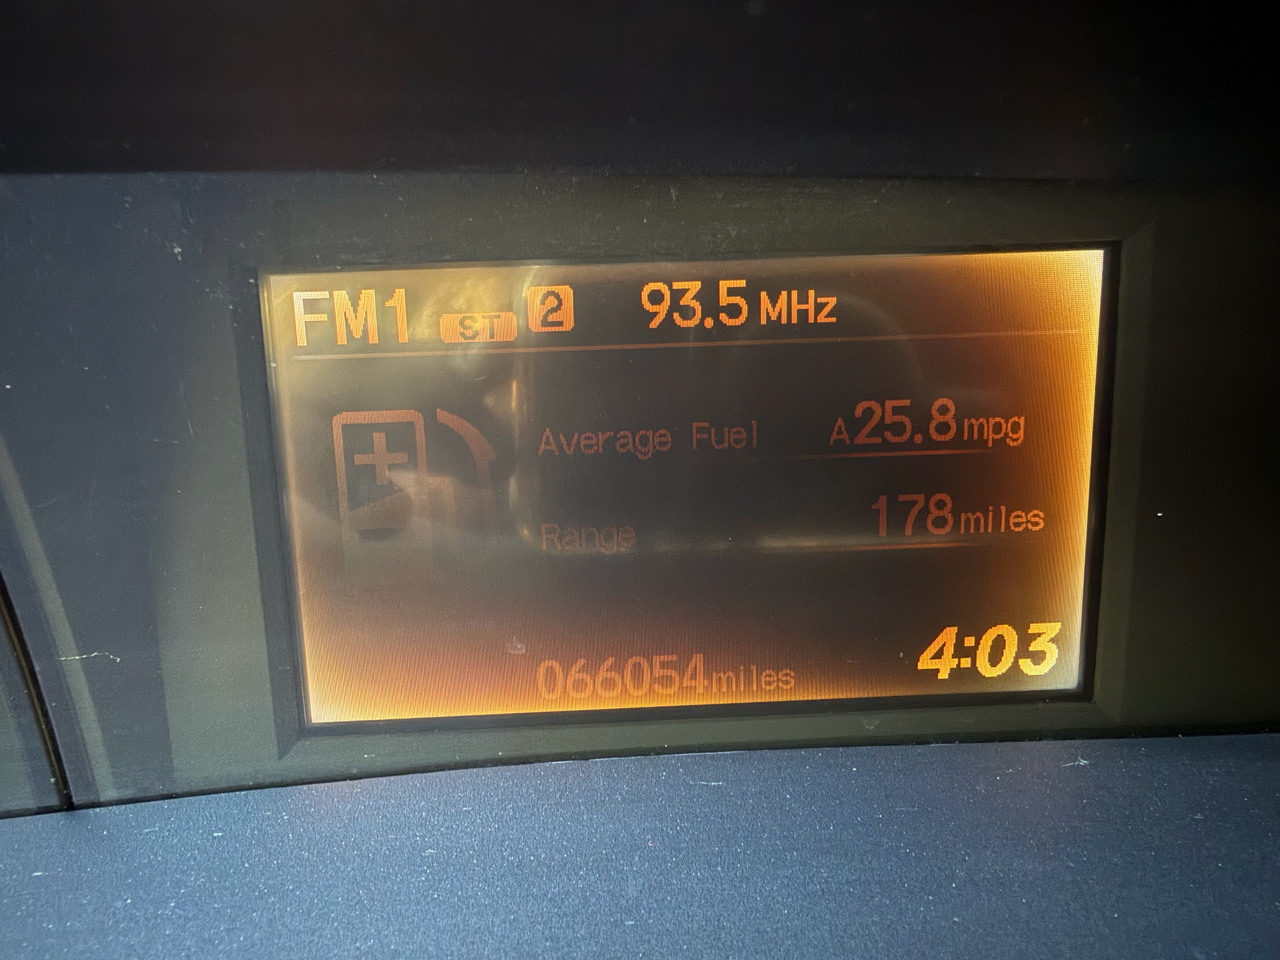 FM1 ST 2 93.5 MHz
Average Fuel A25.8 mpg
Range 178 miles
066054 miles 4:03